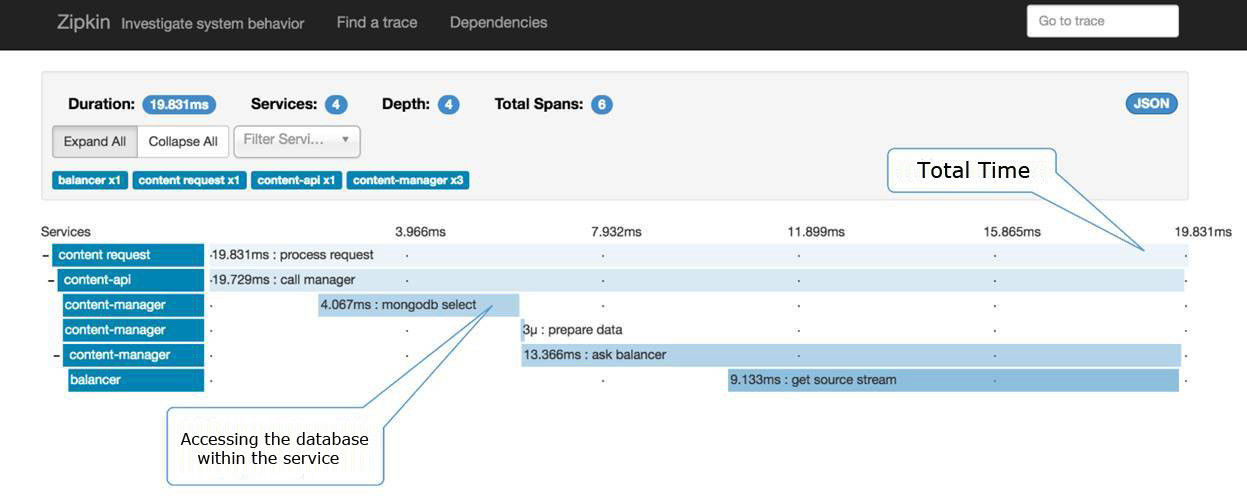 Zipkin Investigate system behavior Find a trace Dependencies Go to trace
Duration: 19.831ms Services: 4 Depth: 4 Total Spans: 6 JSON
Expand All Collapse All Filter Servi...
balancer x1 content request x1 content-api x1 content-manager x3
Total Time
Services 3.966ms 7.932ms 11.899ms 15.865ms 19.831ms
content request 19.831ms : process request
content-api 19.729ms : call manager
content-manager 4.067ms : mongodb select
content-manager 3μ : prepare data
content-manager 13.366ms : ask balancer
balancer 9.133ms : get source stream
Accessing the database
within the service